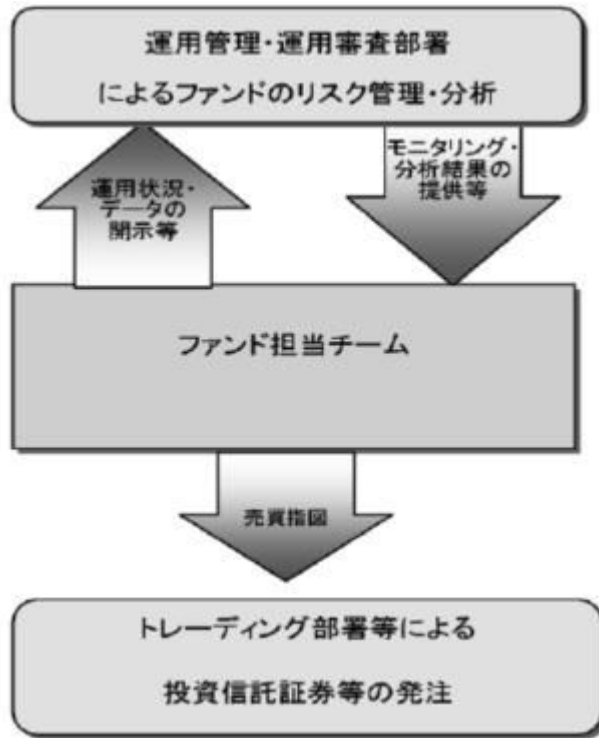 運用管理・運用審査部署
によるファンドのリスク管理・分析
運用状況・
データの
開示等
モニタリング・
分析結果の
提供等
ファンド担当チーム
売買指図
トレーディング部署等による
投資信託証券等の発注